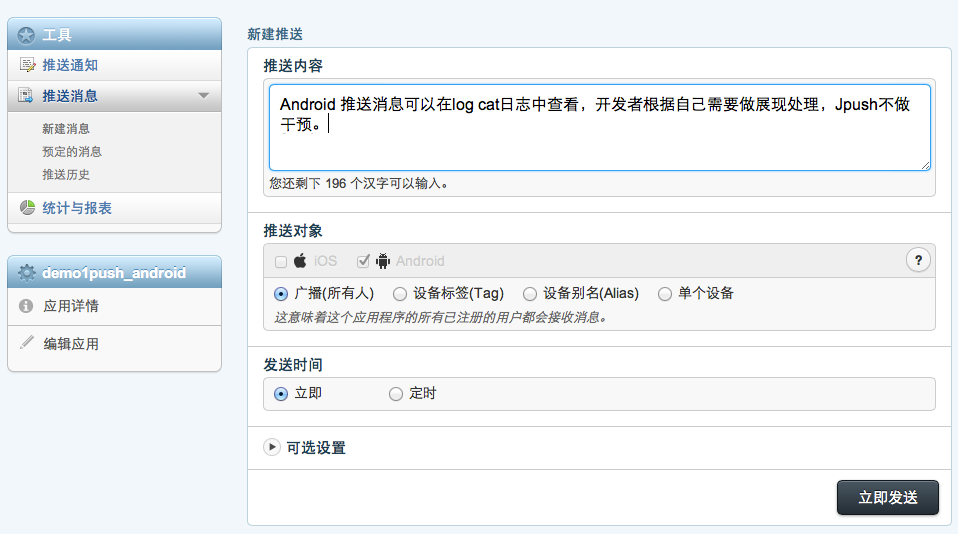 工具
推送通知
推送消息
新建消息
预定的消息
推送历史
统计与报表
demo1push_android
应用详情
编辑应用
新建推送
推送内容
Android 推送消息可以在log cat日志中查看，开发者根据自己需要做展现处理，Jpush不做
干预。
您还剩下 196 个汉字可以输入。
推送对象
iOS Android ?
广播(所有人) 设备标签(Tag) 设备别名(Alias) 单个设备
这意味着这个应用程序的所有已注册的用户都会接收消息。
发送时间
立即 定时
可选设置
立即发送